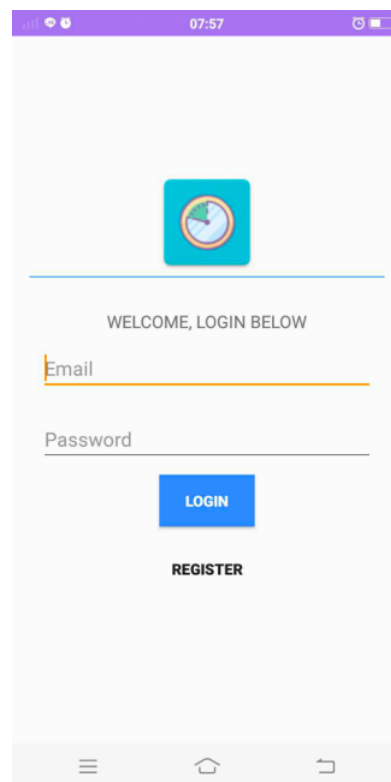 07:57
WELCOME, LOGIN BELOW
Email
Password
LOGIN
REGISTER